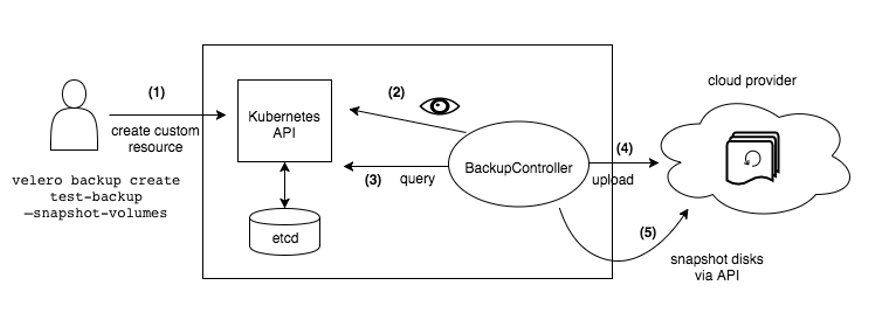 (1)
create custom
resource
velero backup create
test-backup
—snapshot-volumes
Kubernetes
API
etcd
(2)
(3)
query
BackupController
(4)
upload
(5)
cloud provider
snapshot disks
via API